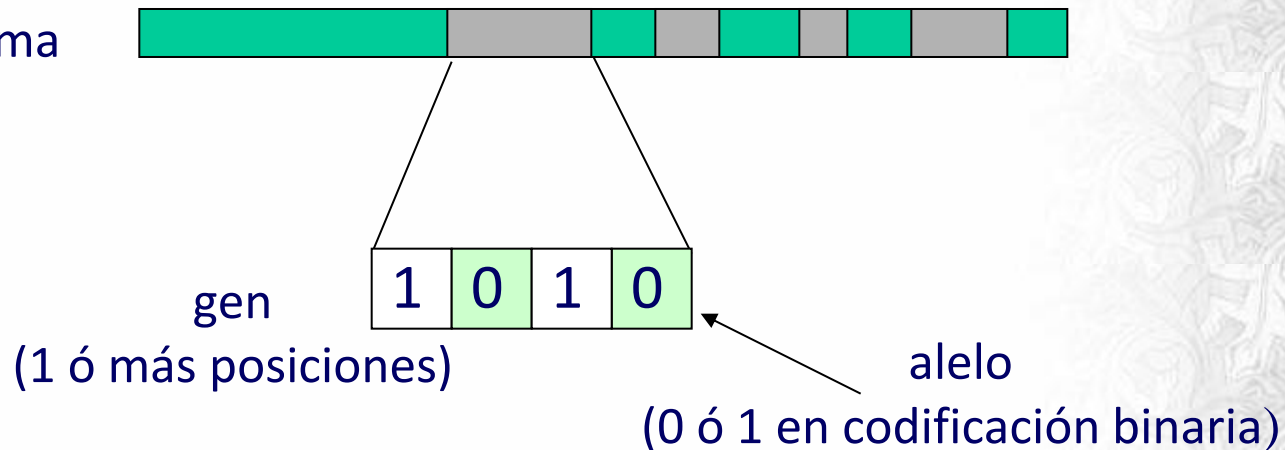 ma
1 0 1 0
gen
(1 ó más posiciones)
alelo
(0 ó 1 en codificación binaria)